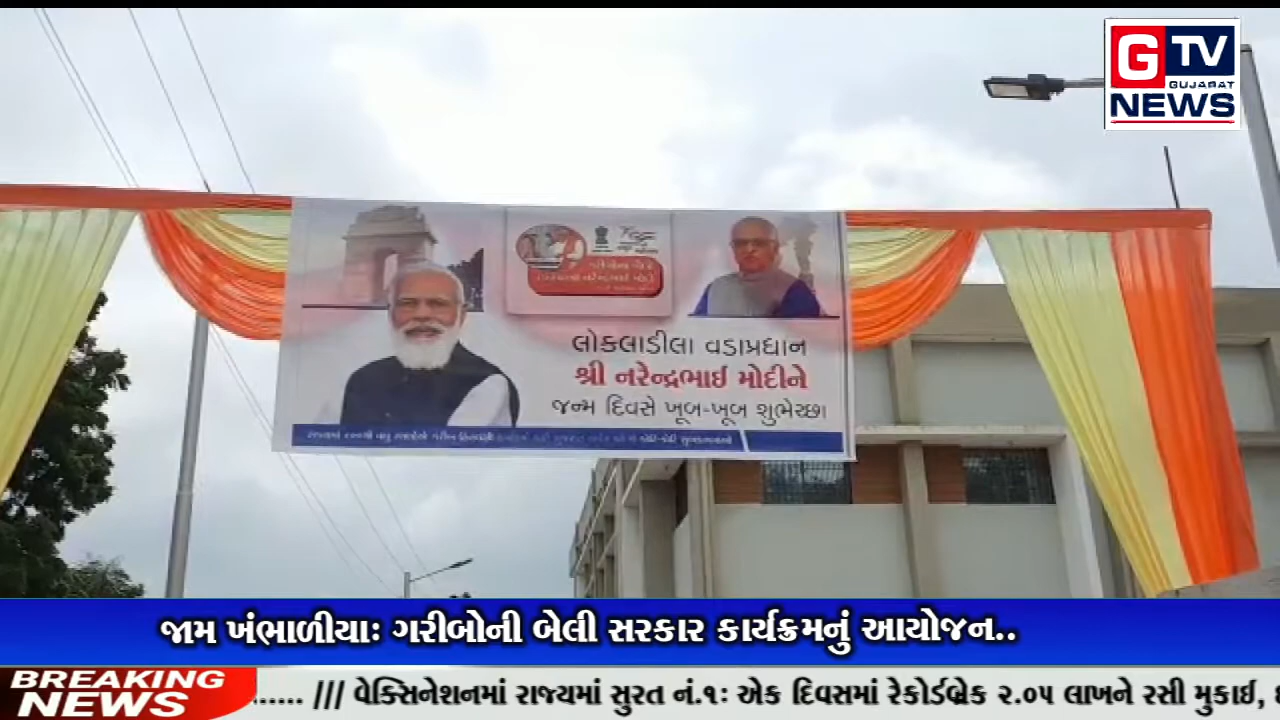 G TV
GUJARAT
NEWS
લોકલાડીલા વડાપ્રધાન
શ્રી નરેન્દ્રભાઈ મોદીને
જન્મ દિવસે ખૂબ-ખૂબ શુભેચ્છા
જામ ખંભાળીયાઃ ગરીબોની બેલી સરકાર કાર્યક્રમનું આયોજન..
BREAKING
NEWS
...... /// વેક્સિનેશનમાં રાજ્યમાં સુરત નં.૧ઃ એક દિવસમાં રેકોર્ડબ્રેક ૨.૦૫ લાખને રસી મુકાઈ,